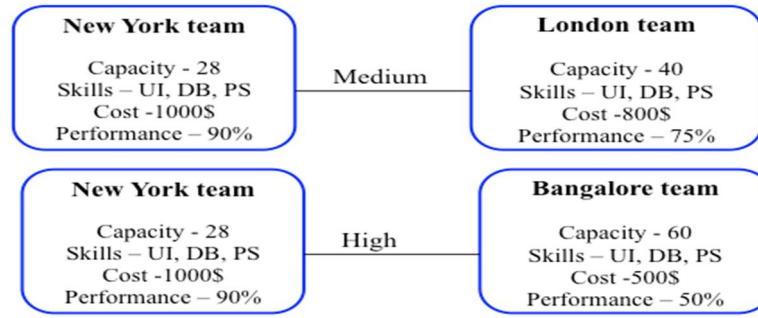 New York team
Capacity - 28
Skills – UI, DB, PS
Cost -1000$
Performance – 90%
Medium
London team
Capacity - 40
Skills – UI, DB, PS
Cost -800$
Performance – 75%
New York team
Capacity - 28
Skills – UI, DB, PS
Cost -1000$
Performance – 90%
High
Bangalore team
Capacity - 60
Skills – UI, DB, PS
Cost -500$
Performance – 50%